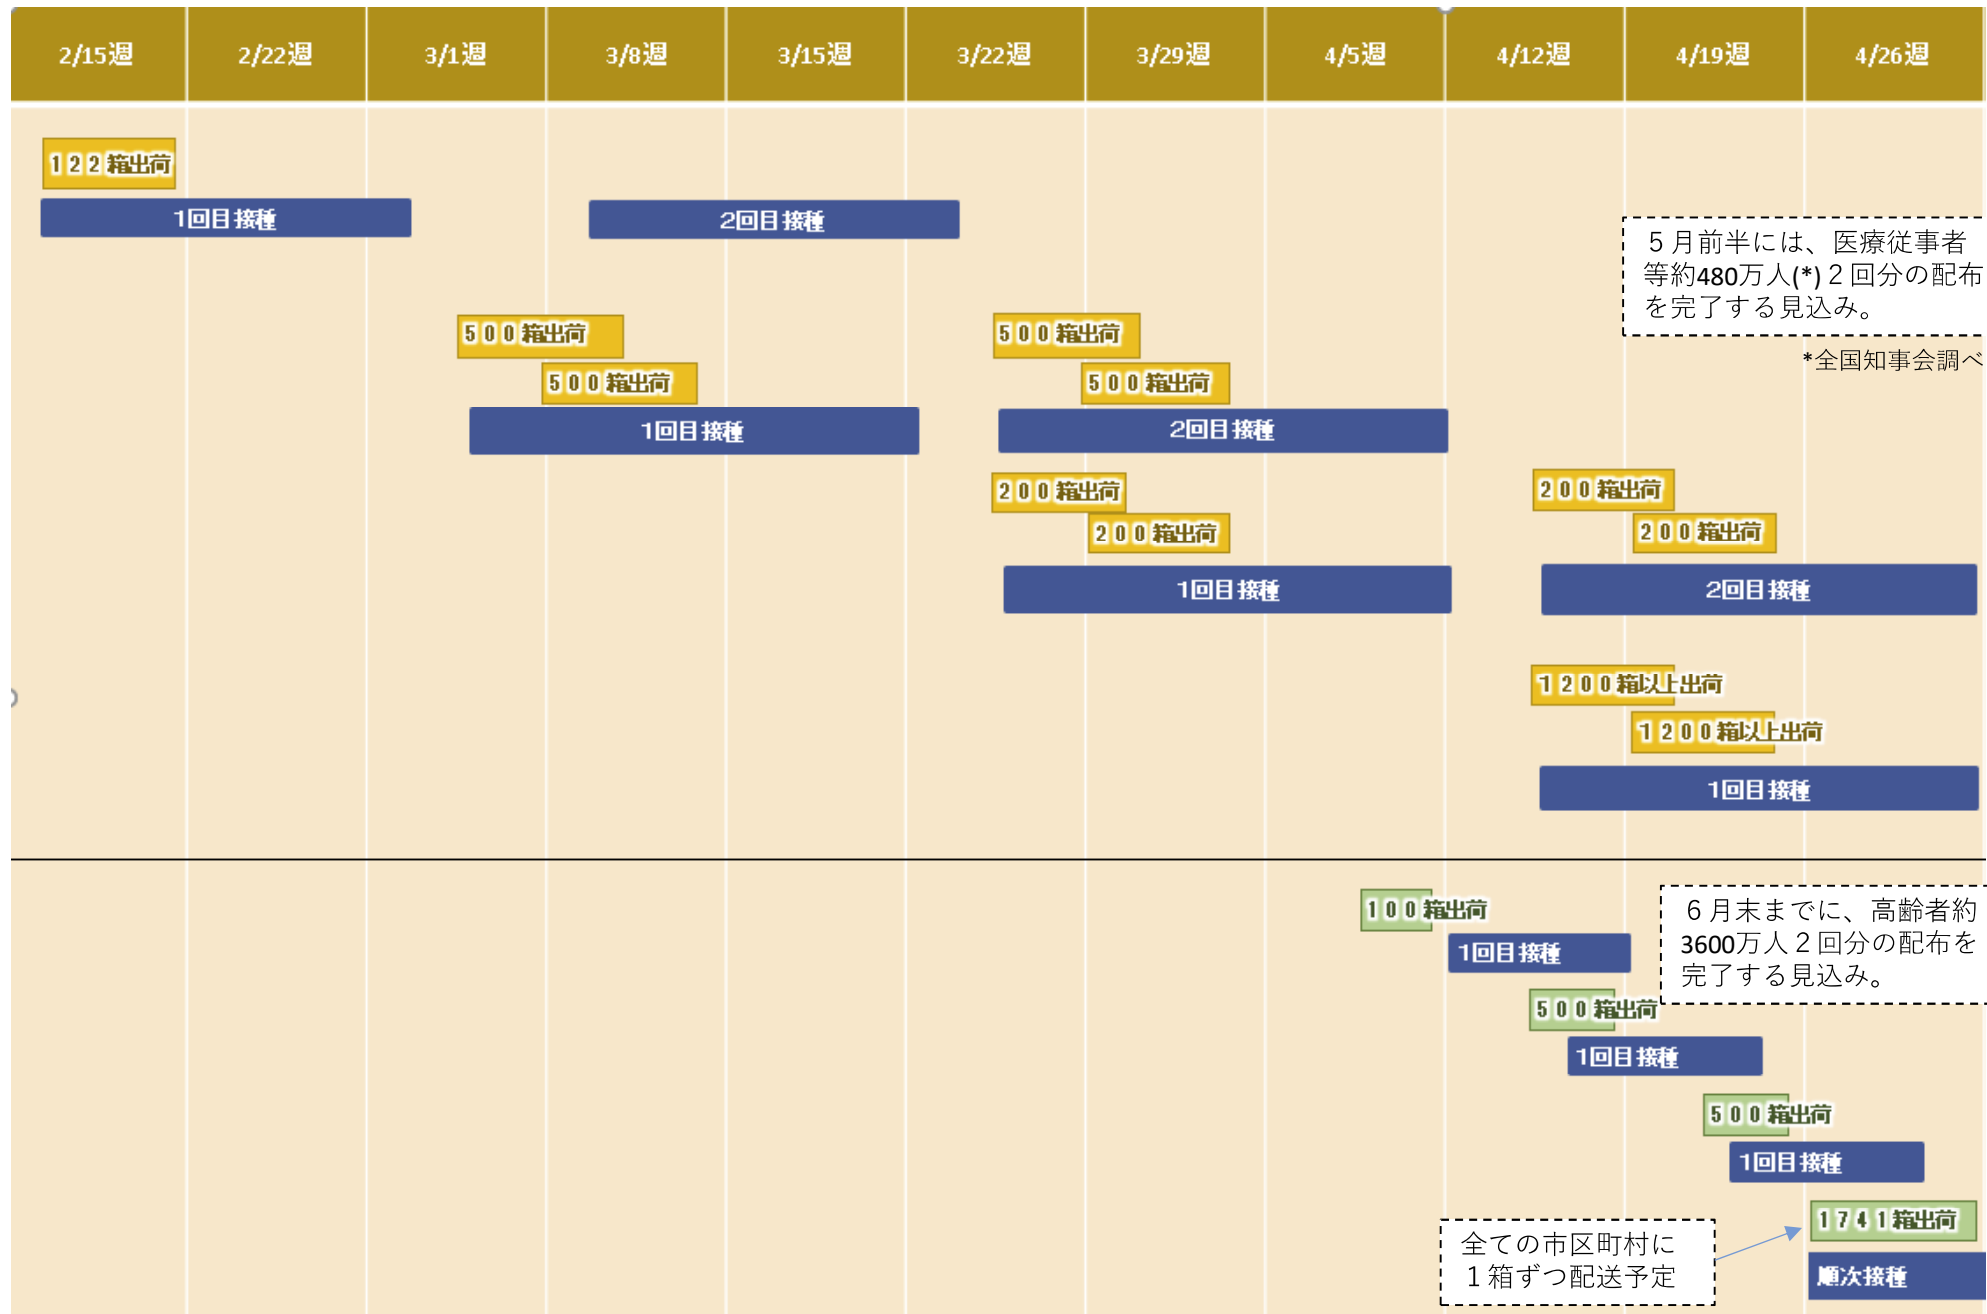 2/15週
2/22週
3/1週
3/8週
3/15週
3/22週
3/29週
4/5週
4/12週
4/19週
4/26週
１２２箱出荷
1回目接種
2回目接種
５月前半には、医療従事者
等約480万人(*)２回分の配布
を完了する見込み。
*全国知事会調べ
５００箱出荷
５００箱出荷
５００箱出荷
５００箱出荷
1回目接種
2回目接種
２００箱出荷
２００箱出荷
２００箱出荷
２００箱出荷
1回目接種
2回目接種
１２００箱以上出荷
１２００箱以上出荷
1回目接種
１００箱出荷
1回目接種
６月末までに、高齢者約
3600万人２回分の配布を
完了する見込み。
５００箱出荷
1回目接種
５００箱出荷
1回目接種
１７４１箱出荷
全ての市区町村に
１箱ずつ配送予定
順次接種